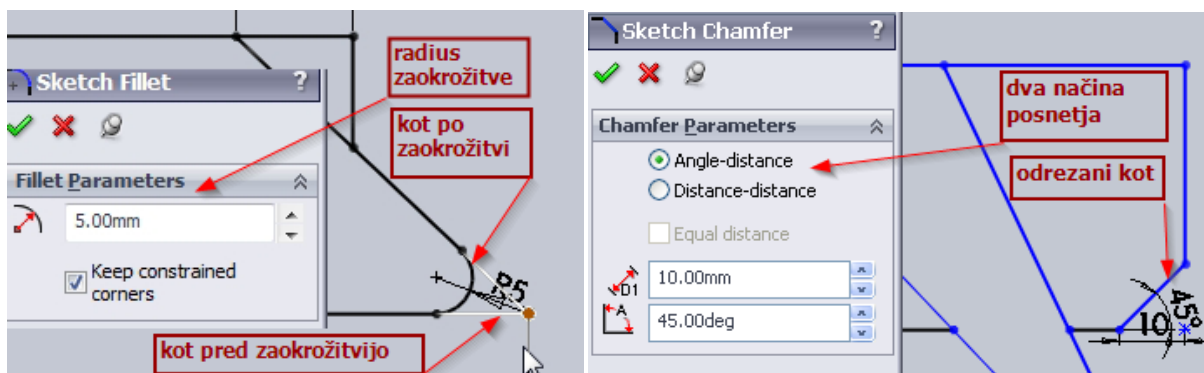 Sketch Fillet
?
Fillet Parameters
5.00mm
Keep constrained
corners
radius
zaokrožitve
kot po
zaokrožitvi
R5
kot pred zaokrožitvijo
Sketch Chamfer
?
Chamfer Parameters
Angle-distance
Distance-distance
Equal distance
D1
10.00mm
A
45.00deg
dva načina
posnetja
odrezani kot
10
45°